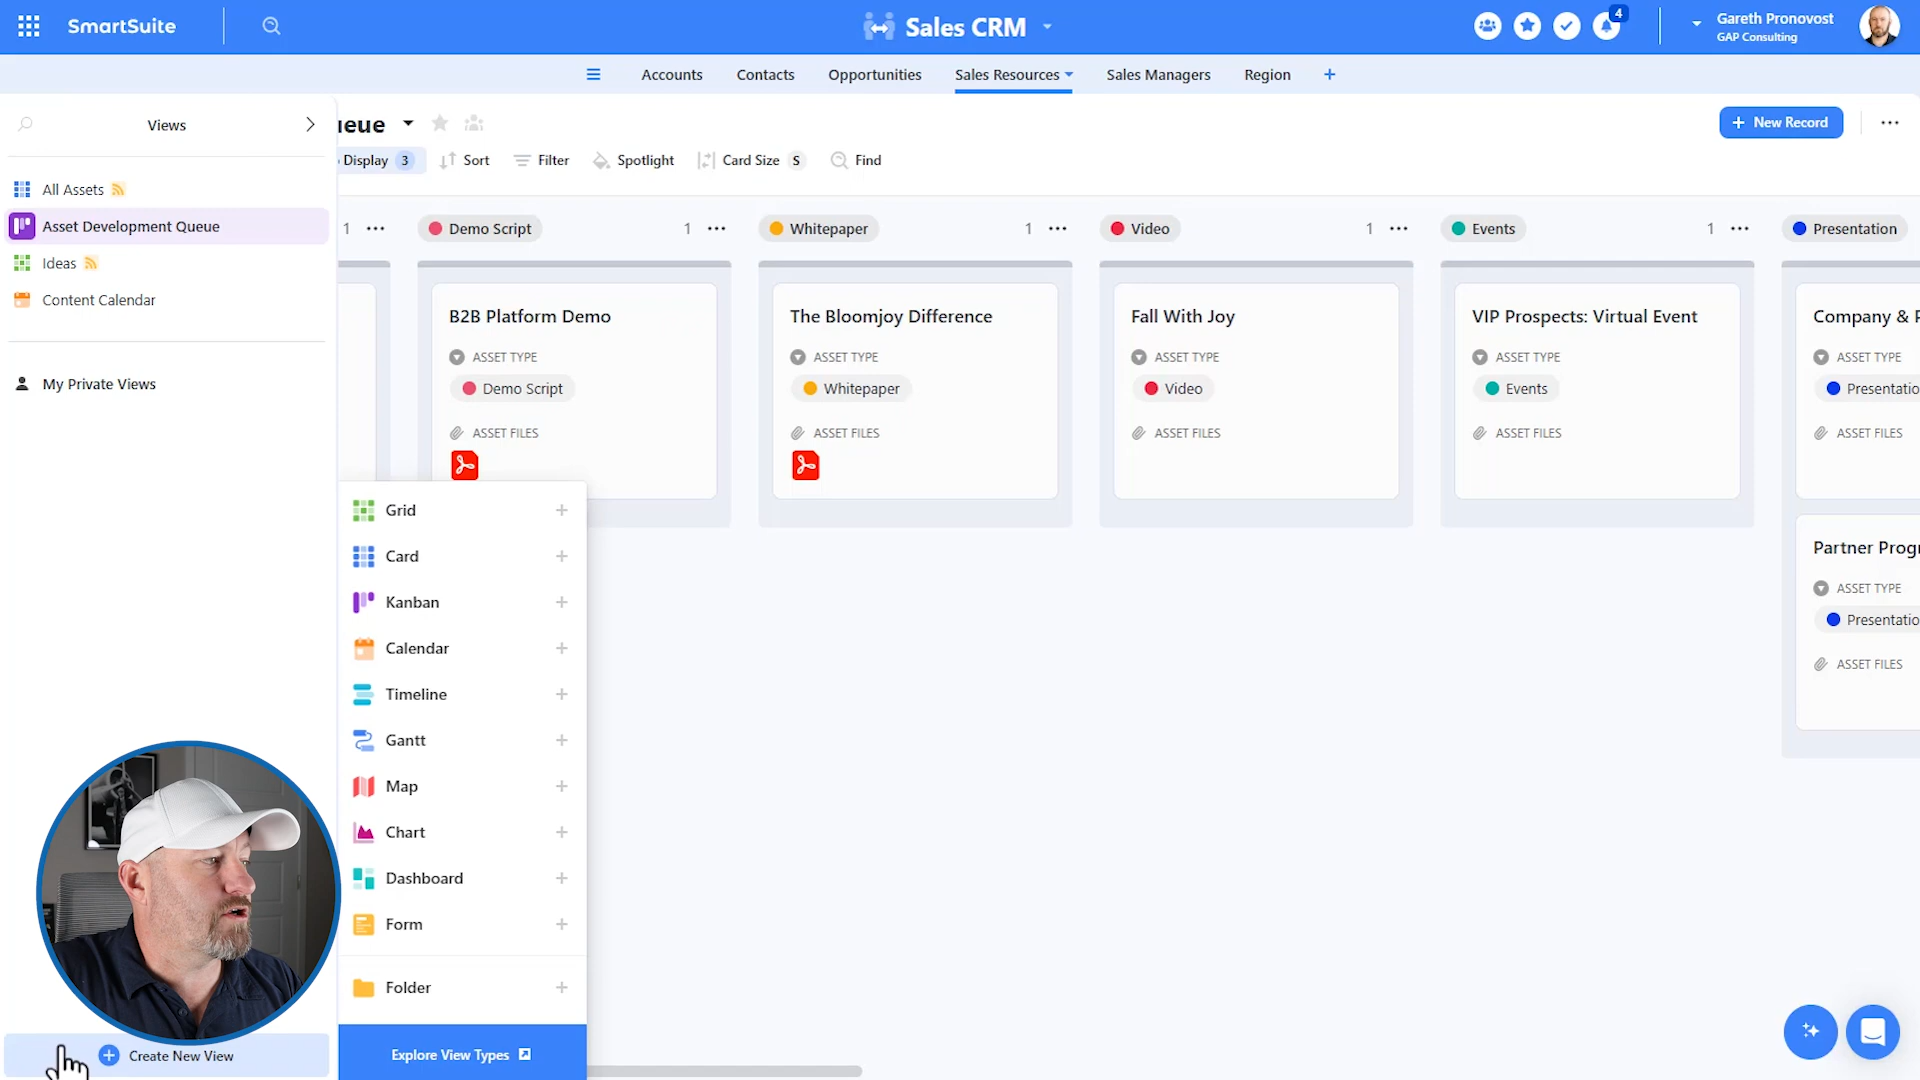 SmartSuite
Sales CRM
4
Gareth Pronovost
GAP Consulting
Accounts
Contacts
Opportunities
Sales Resources
Sales Managers
Region
Views
ueue
New Record
Display 3
Sort
Filter
Spotlight
Card Size S
Find
All Assets
Asset Development Queue
Ideas
Content Calendar
My Private Views
1
Demo Script 1
Whitepaper 1
Video 1
Events 1
Presentation
B2B Platform Demo
ASSET TYPE
Demo Script
ASSET FILES
The Bloomjoy Difference
ASSET TYPE
Whitepaper
ASSET FILES
Fall With Joy
ASSET TYPE
Video
ASSET FILES
VIP Prospects: Virtual Event
ASSET TYPE
Events
ASSET FILES
Company & P
ASSET TYPE
Presentatio
ASSET FILES
Partner Progr
ASSET TYPE
Presentatio
ASSET FILES
Grid
Card
Kanban
Calendar
Timeline
Gantt
Map
Chart
Dashboard
Form
Folder
Explore View Types
Create New View